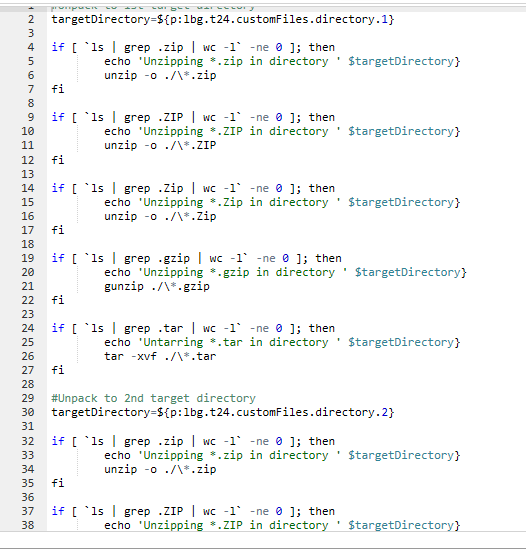 1
2 targetDirectory=${p:lbg.t24.customFiles.directory.1}
3
4 if [ `ls | grep .zip | wc -l` -ne 0 ]; then
5 echo 'Unzipping *.zip in directory ' $targetDirectory}
6 unzip -o ./\*.zip
7 fi
8
9 if [ `ls | grep .ZIP | wc -l` -ne 0 ]; then
10 echo 'Unzipping *.ZIP in directory ' $targetDirectory}
11 unzip -o ./\*.ZIP
12 fi
13
14 if [ `ls | grep .Zip | wc -l` -ne 0 ]; then
15 echo 'Unzipping *.Zip in directory ' $targetDirectory}
16 unzip -o ./\*.Zip
17 fi
18
19 if [ `ls | grep .gzip | wc -l` -ne 0 ]; then
20 echo 'Unzipping *.gzip in directory ' $targetDirectory}
21 gunzip ./\*.gzip
22 fi
23
24 if [ `ls | grep .tar | wc -l` -ne 0 ]; then
25 echo 'Untarring *.tar in directory ' $targetDirectory}
26 tar -xvf ./\*.tar
27 fi
28
29 #Unpack to 2nd target directory
30 targetDirectory=${p:lbg.t24.customFiles.directory.2}
31
32 if [ `ls | grep .zip | wc -l` -ne 0 ]; then
33 echo 'Unzipping *.zip in directory ' $targetDirectory}
34 unzip -o ./\*.zip
35 fi
36
37 if [ `ls | grep .ZIP | wc -l` -ne 0 ]; then
38 echo 'Unzipping *.ZIP in directory ' $targetDirectory}